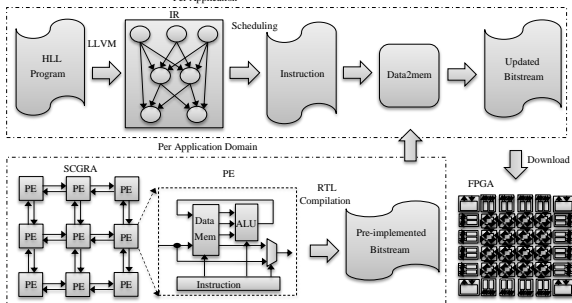 Per Application
IR
HLL
Program
LLVM
Scheduling
Instruction
Data2mem
Updated
Bitstream
Per Application Domain
Download
SCGRA
PE
PE
PE
PE
PE
PE
PE
PE
PE
PE
Data
Mem
ALU
Instruction
RTL
Compilation
Pre-implemented
Bitstream
FPGA